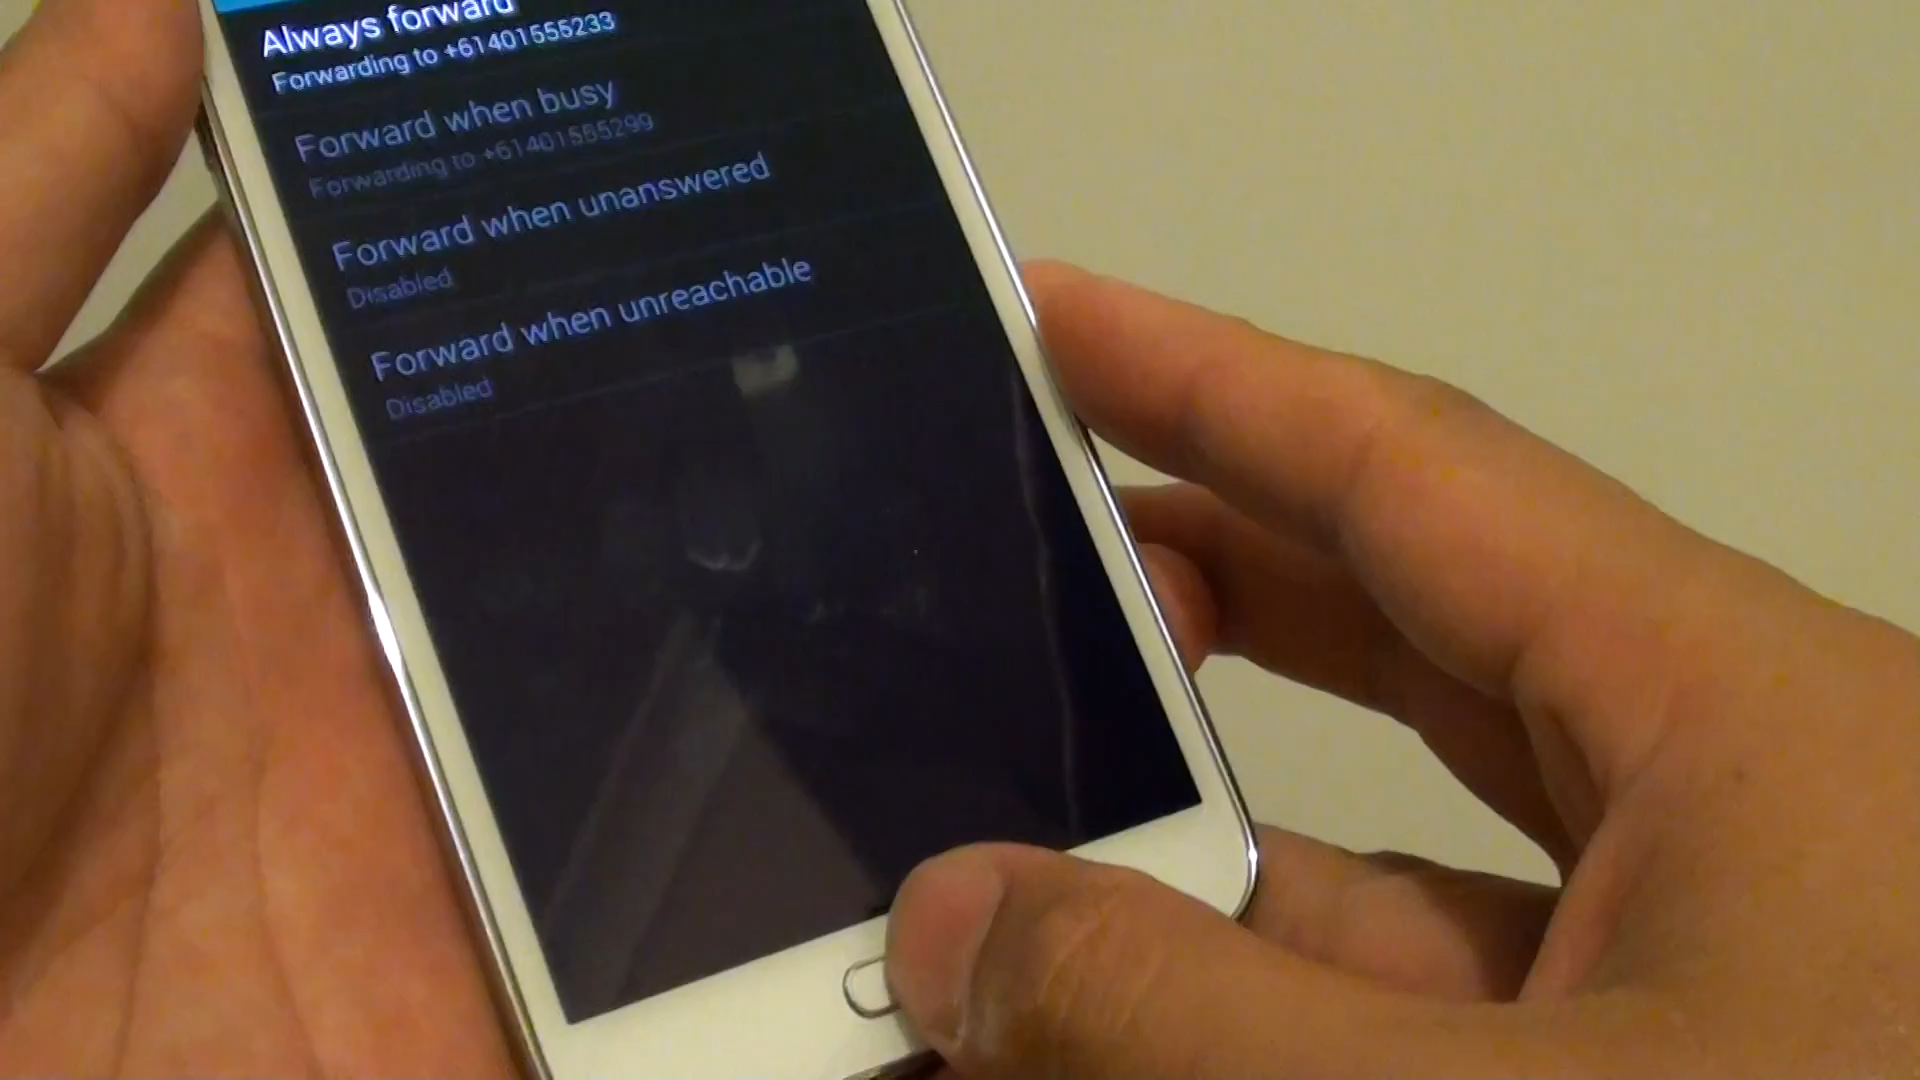 Always forward
Forwarding to +61401555233
Forward when busy
Forwarding to +61401555299
Forward when unanswered
Disabled
Forward when unreachable
Disabled